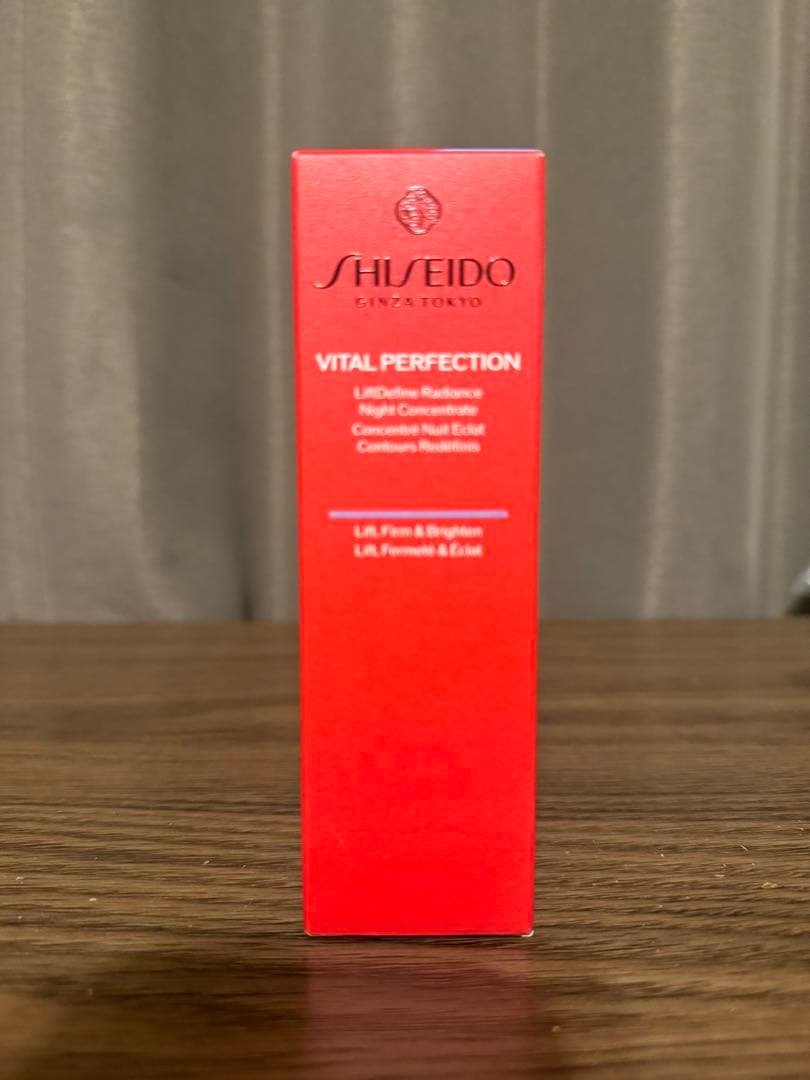 SHISEIDO
GINZA TOKYO
VITAL PERFECTION
LiftDefine Radiance
Night Concentrate
Concentré Nuit Eclat
Contours Redéfinis
Lift, Firm & Brighten
Lift, Fermeté & Éclat